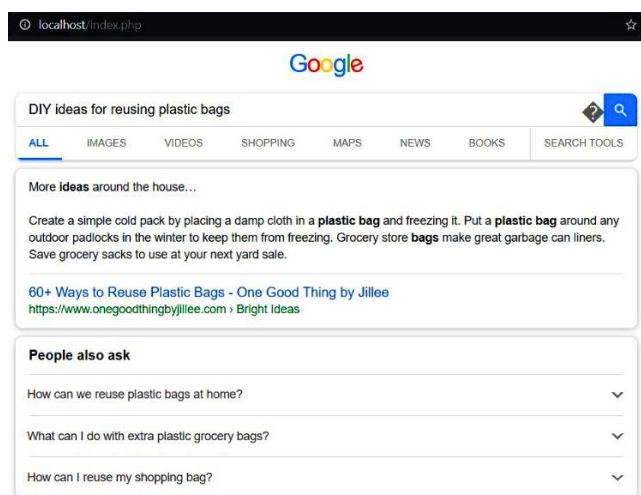 localhost/index.php
Google
DIY ideas for reusing plastic bags
ALL IMAGES VIDEOS SHOPPING MAPS NEWS BOOKS SEARCH TOOLS
More ideas around the house...
Create a simple cold pack by placing a damp cloth in a plastic bag and freezing it. Put a plastic bag around any
outdoor padlocks in the winter to keep them from freezing. Grocery store bags make great garbage can liners.
Save grocery sacks to use at your next yard sale.
60+ Ways to Reuse Plastic Bags - One Good Thing by Jillee
https://www.onegoodthingbyjillee.com › Bright Ideas
People also ask
How can we reuse plastic bags at home?
What can I do with extra plastic grocery bags?
How can I reuse my shopping bag?